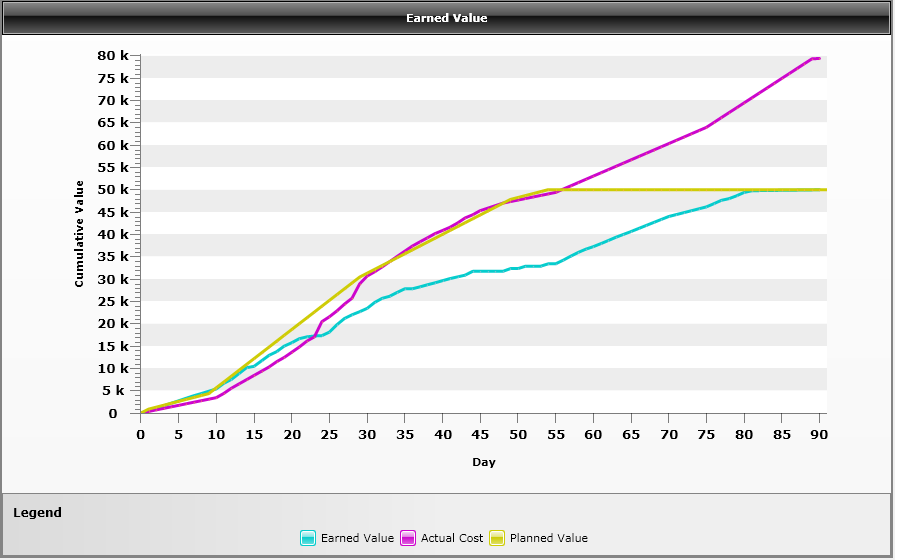 Earned Value
80 k
75 k
70 k
65 k
60 k
55 k
50 k
45 k
40 k
35 k
30 k
25 k
20 k
15 k
10 k
5 k
0
Cumulative Value
0 5 10 15 20 25 30 35 40 45 50 55 60 65 70 75 80 85 90
Day
Legend
Earned Value Actual Cost Planned Value